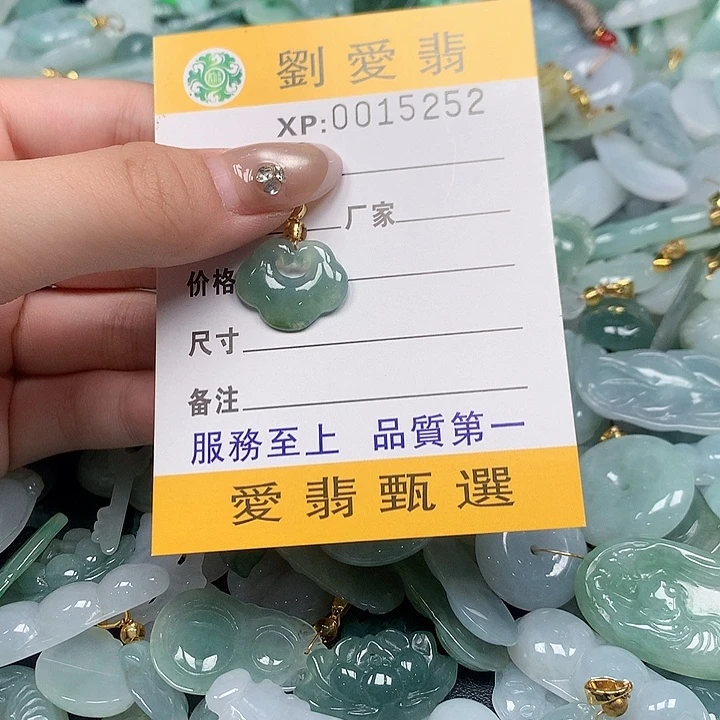 劉愛翡
XP:0015252
厂家
价格
尺寸
备注
服務至上 品質第一
愛翡甄選